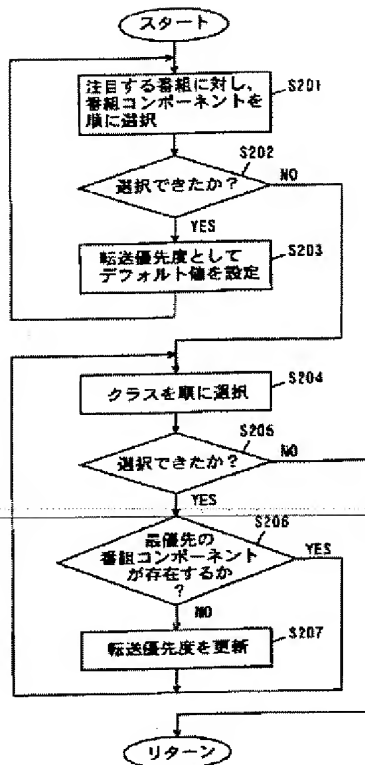 スタート
注目する番組に対し、
番組コンポーネントを
順に選択
S201
S202
選択できたか？
NO
YES
転送優先度として
デフォルト値を設定
S203
クラスを順に選択
S204
S205
選択できたか？
NO
YES
S206
最優先の
番組コンポーネント
が存在するか
？
YES
NO
転送優先度を更新
S207
リターン